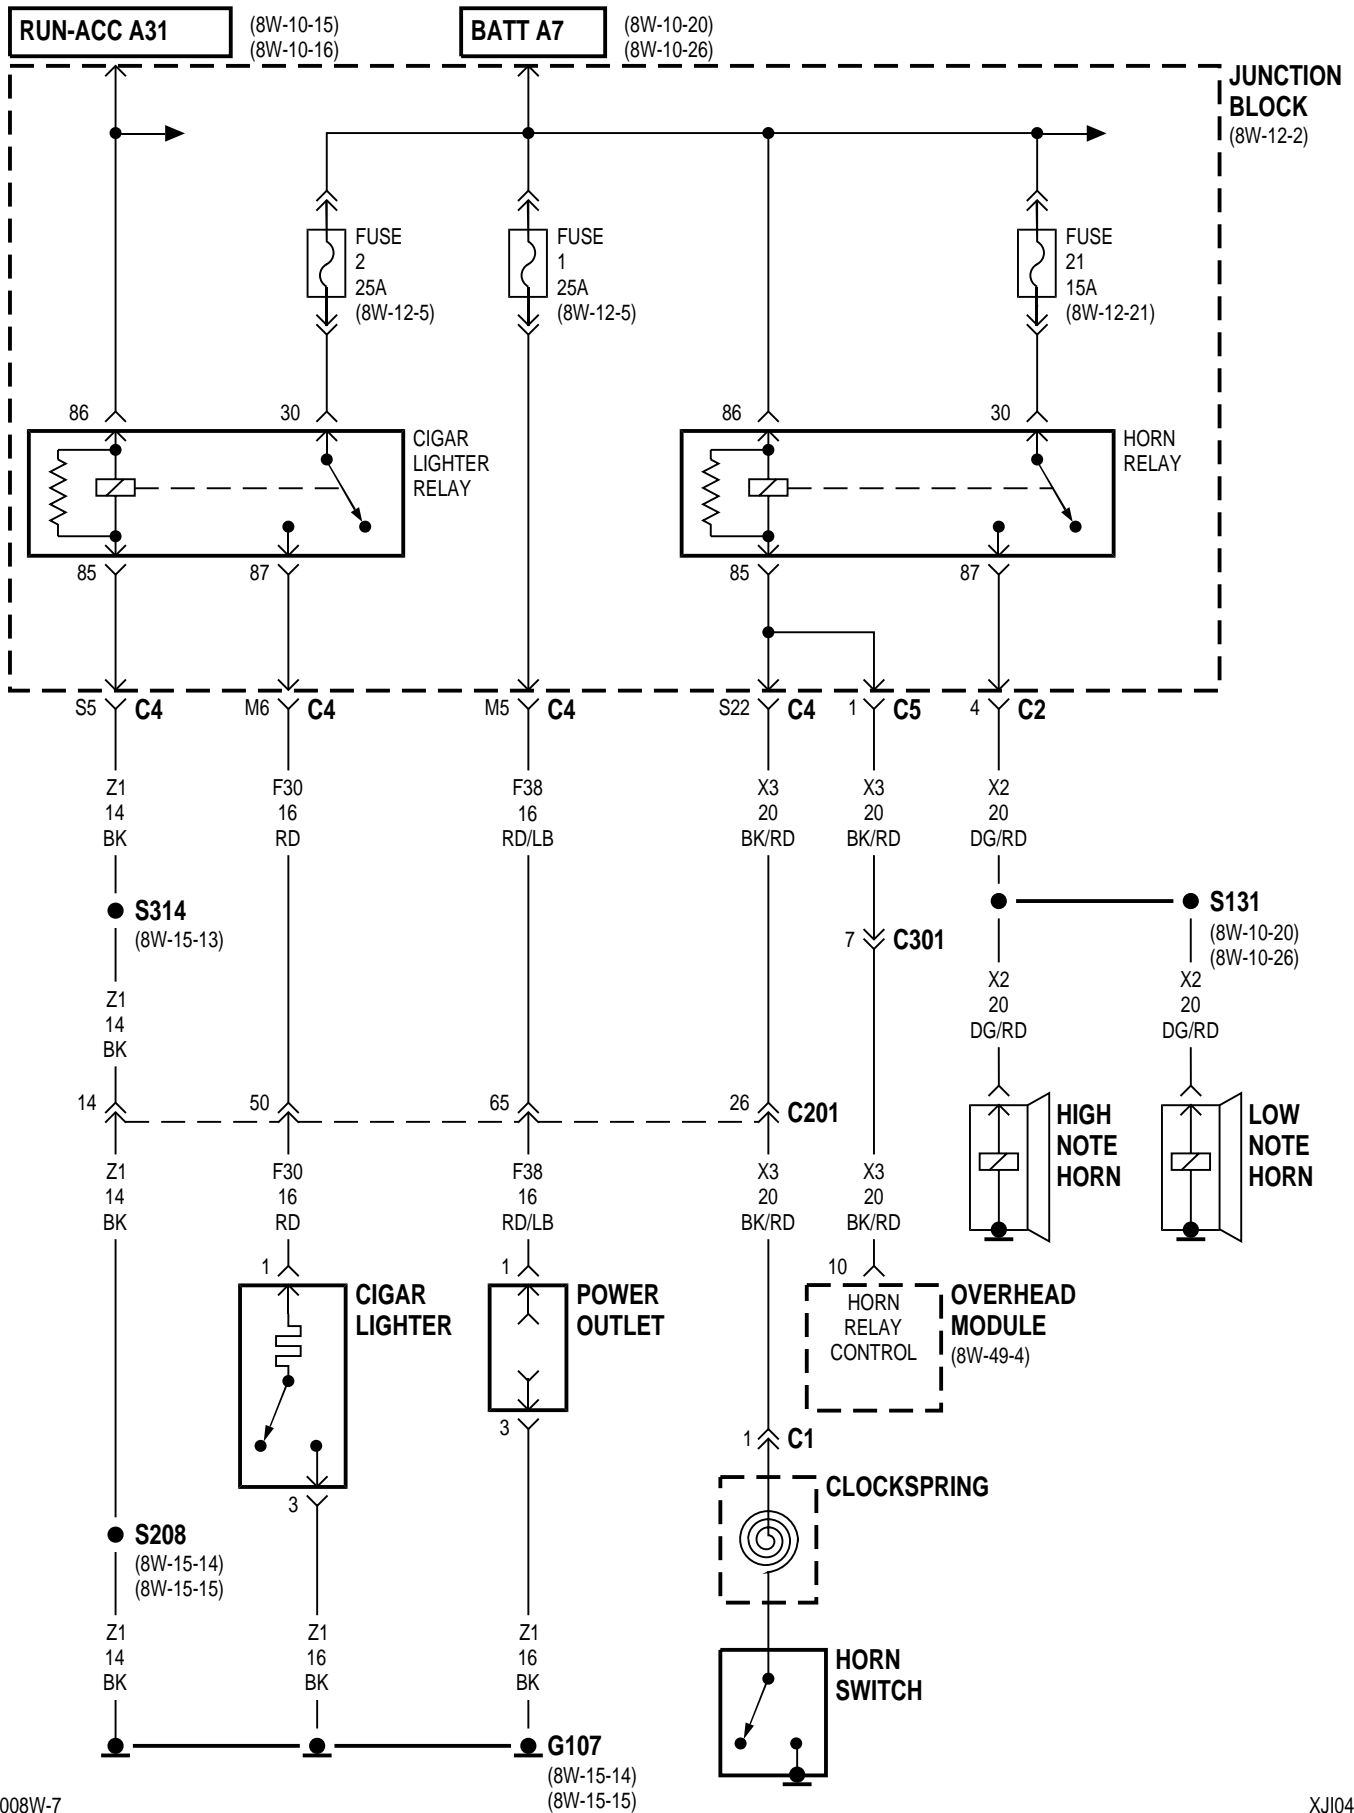 RUN-ACC A31
(8W-10-15)
(8W-10-16)
BATT A7
(8W-10-20)
(8W-10-26)
JUNCTION
BLOCK
(8W-12-2)
FUSE
2
25A
(8W-12-5)
FUSE
1
25A
(8W-12-5)
FUSE
21
15A
(8W-12-21)
86
30
CIGAR
LIGHTER
RELAY
85
87
86
30
HORN
RELAY
85
87
S5 C4
M6 C4
M5 C4
S22 C4
1 C5
4 C2
Z1
14
BK
F30
16
RD
F38
16
RD/LB
X3
20
BK/RD
X3
20
BK/RD
X2
20
DG/RD
S314
(8W-15-13)
7 C301
S131
(8W-10-20)
(8W-10-26)
Z1
14
BK
X2
20
DG/RD
X2
20
DG/RD
14
50
65
26 C201
HIGH
NOTE
HORN
LOW
NOTE
HORN
Z1
14
BK
F30
16
RD
F38
16
RD/LB
X3
20
BK/RD
X3
20
BK/RD
1
CIGAR
LIGHTER
3
1
POWER
OUTLET
3
10
HORN
RELAY
CONTROL
OVERHEAD
MODULE
(8W-49-4)
1 C1
CLOCKSPRING
S208
(8W-15-14)
(8W-15-15)
Z1
14
BK
Z1
16
BK
Z1
16
BK
HORN
SWITCH
G107
(8W-15-14)
(8W-15-15)
008W-7
XJI04